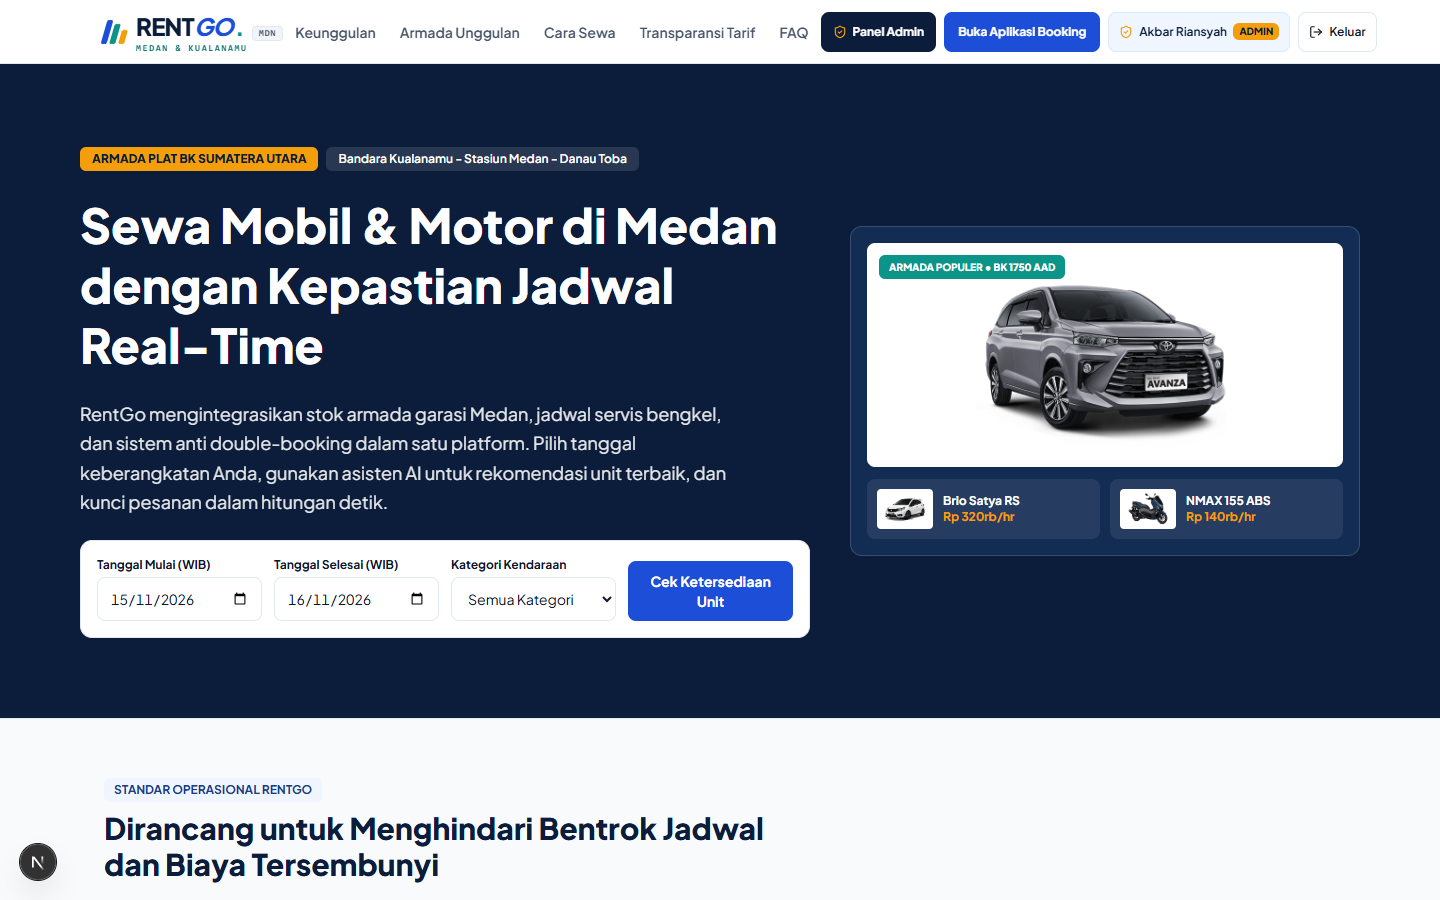 RENTGO.
MEDAN & KUALANAMU
MDN
Keunggulan
Armada Unggulan
Cara Sewa
Transparansi Tarif
FAQ
Panel Admin
Buka Aplikasi Booking
Akbar Riansyah
ADMIN
Keluar
ARMADA PLAT BK SUMATERA UTARA
Bandara Kualanamu – Stasiun Medan – Danau Toba
Sewa Mobil & Motor di Medan
dengan Kepastian Jadwal
Real-Time
RentGo mengintegrasikan stok armada garasi Medan, jadwal servis bengkel,
dan sistem anti double-booking dalam satu platform. Pilih tanggal
keberangkatan Anda, gunakan asisten AI untuk rekomendasi unit terbaik, dan
kunci pesanan dalam hitungan detik.
Tanggal Mulai (WIB)
Tanggal Selesai (WIB)
Kategori Kendaraan
15/11/2026
16/11/2026
Semua Kategori
Cek Ketersediaan
Unit
ARMADA POPULER • BK 1750 AAD
AVANZA
Brio Satya RS
Rp 320rb/hr
NMAX 155 ABS
Rp 140rb/hr
STANDAR OPERASIONAL RENTGO
Dirancang untuk Menghindari Bentrok Jadwal
dan Biaya Tersembunyi
N